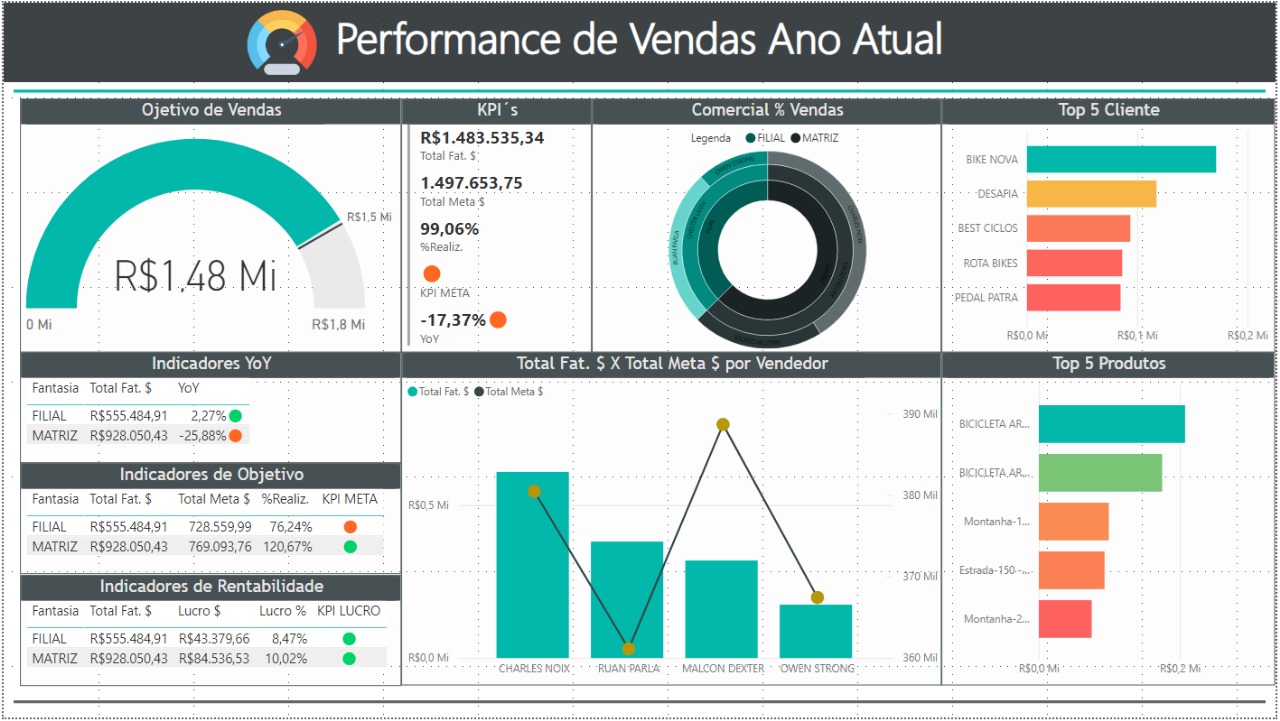 Performance de Vendas Ano Atual
Ojetivo de Vendas
R$1,5 Mi
R$1,48 Mi
0 Mi
R$1,8 Mi
KPI´s
R$1.483.535,34
Total Fat. $
1.497.653,75
Total Meta $
99,06%
%Realiz.
KPI META
-17,37%
YoY
Comercial % Vendas
Legenda FILIAL MATRIZ
OWEN STRONG
RUAN PARLA
FILIAL
CHARLES NOIX
Top 5 Cliente
BIKE NOVA
DESAFIA
BEST CICLOS
ROTA BIKES
PEDAL PATRA
R$0,0 Mi R$0,1 Mi R$0,2 Mi
Indicadores YoY
Fantasia Total Fat. $ YoY
FILIAL R$555.484,91 2,27%
MATRIZ R$928.050,43 -25,88%
Indicadores de Objetivo
Fantasia Total Fat. $ Total Meta $ %Realiz. KPI META
FILIAL R$555.484,91 728.559,99 76,24%
MATRIZ R$928.050,43 769.093,76 120,67%
Indicadores de Rentabilidade
Fantasia Total Fat. $ Lucro $ Lucro % KPI LUCRO
FILIAL R$555.484,91 R$43.379,66 8,47%
MATRIZ R$928.050,43 R$84.536,53 10,02%
Total Fat. $ X Total Meta $ por Vendedor
Total Fat. $ Total Meta $
390 Mil
R$0,5 Mi
380 Mil
370 Mil
R$0,0 Mi
360 Mil
CHARLES NOIX RUAN PARLA MALCON DEXTER OWEN STRONG
Top 5 Produtos
BICICLETA AR...
BICICLETA AR...
Montanha-1...
Estrada-150 -...
Montanha-2...
R$0,0 Mi R$0,2 Mi